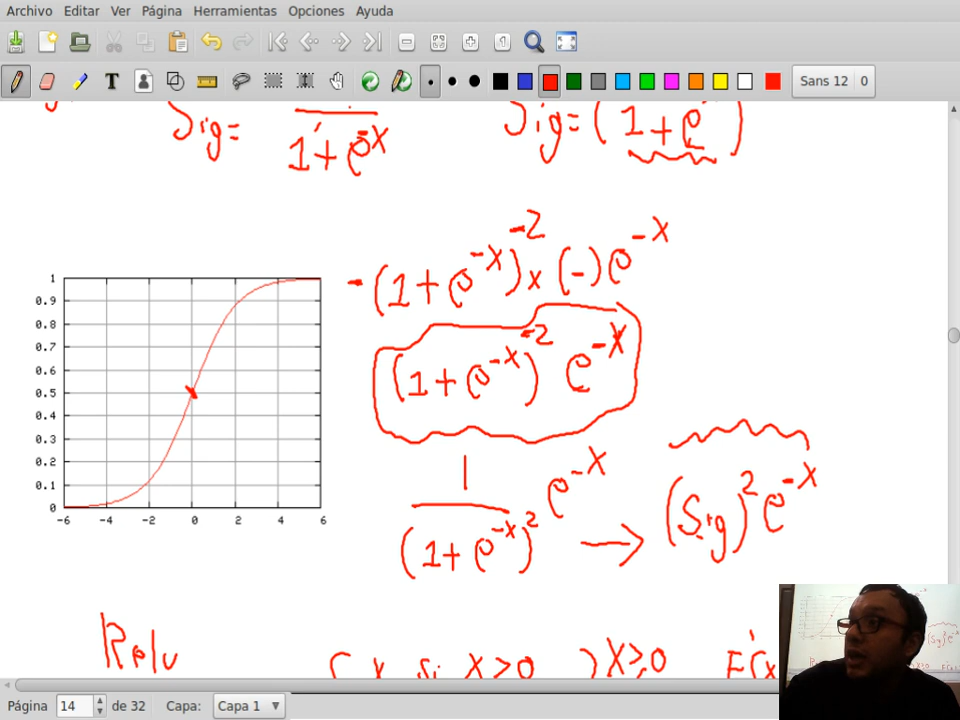 Archivo Editar Ver Página Herramientas Opciones Ayuda
T Sans 12 0
Sig= 1+e^-x Sig=(1+e )
-(1+e^-x)^-2 x (-)e^-x
(1+e^-x)^-2 e^-x
1/(1+e^-x)^2 e^-x → (Sig)^2 e^-x
1
0.9
0.8
0.7
0.6
0.5
0.4
0.3
0.2
0.1
0
-6 -4 -2 0 2 4 6
Relu { x si x>0 ) x≥0 F'(x
Página 14 de 32 Capa: Capa 1